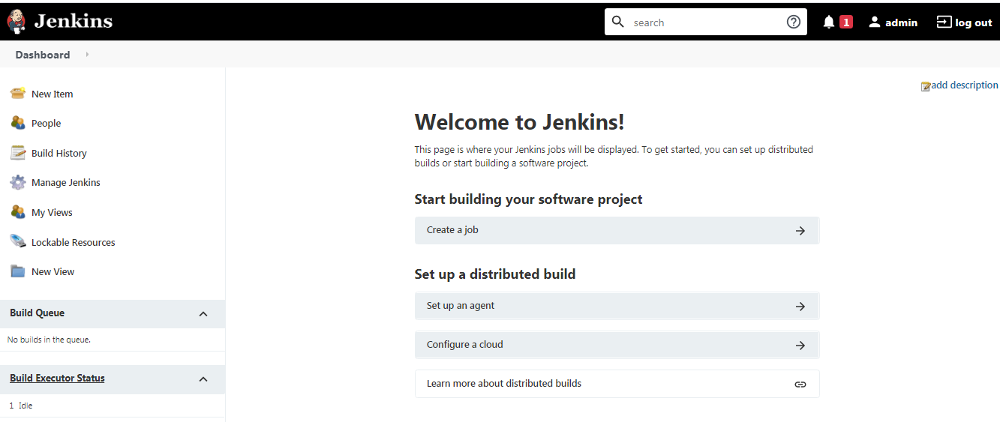 Jenkins
search
1
admin
log out
Dashboard
New Item
People
Build History
Manage Jenkins
My Views
Lockable Resources
New View
Build Queue
No builds in the queue.
Build Executor Status
1 Idle
add description
Welcome to Jenkins!
This page is where your Jenkins jobs will be displayed. To get started, you can set up distributed
builds or start building a software project.
Start building your software project
Create a job
Set up a distributed build
Set up an agent
Configure a cloud
Learn more about distributed builds